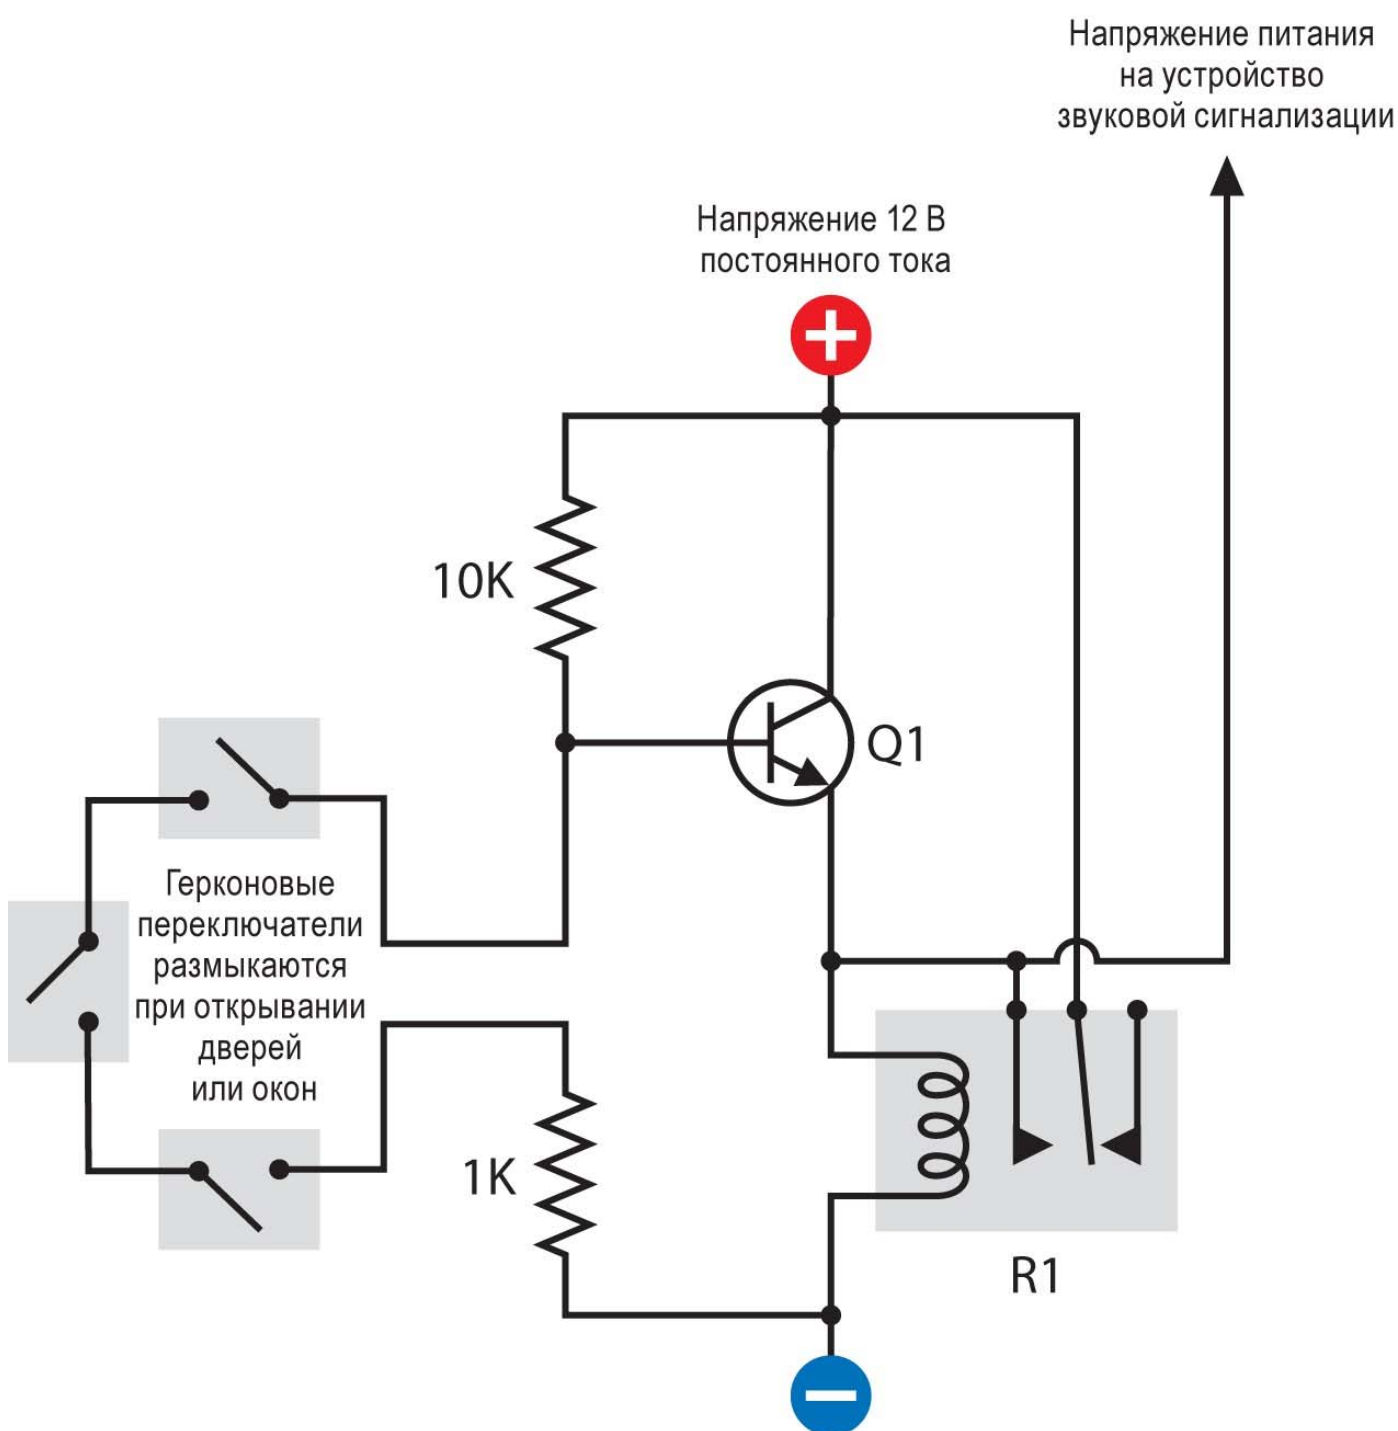 Напряжение питания
на устройство
звуковой сигнализации
Напряжение 12 В
постоянного тока
10K
Q1
Герконовые
переключатели
размыкаются
при открывании
дверей
или окон
1K
R1